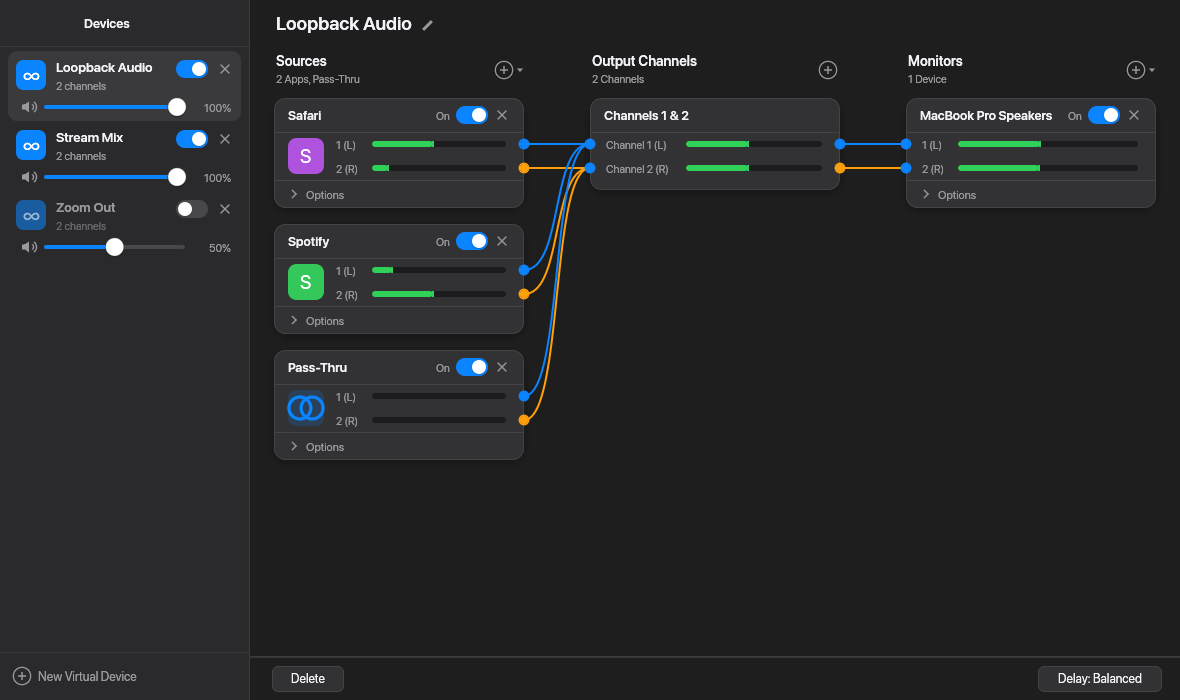 Devices
Loopback Audio
2 channels
100%
Stream Mix
2 channels
100%
Zoom Out
2 channels
50%
New Virtual Device
Loopback Audio
Sources
2 Apps, Pass-Thru
Safari
On
S
1 (L)
2 (R)
Options
Spotify
On
S
1 (L)
2 (R)
Options
Pass-Thru
On
1 (L)
2 (R)
Options
Output Channels
2 Channels
Channels 1 & 2
Channel 1 (L)
Channel 2 (R)
Monitors
1 Device
MacBook Pro Speakers
On
1 (L)
2 (R)
Options
Delete
Delay: Balanced